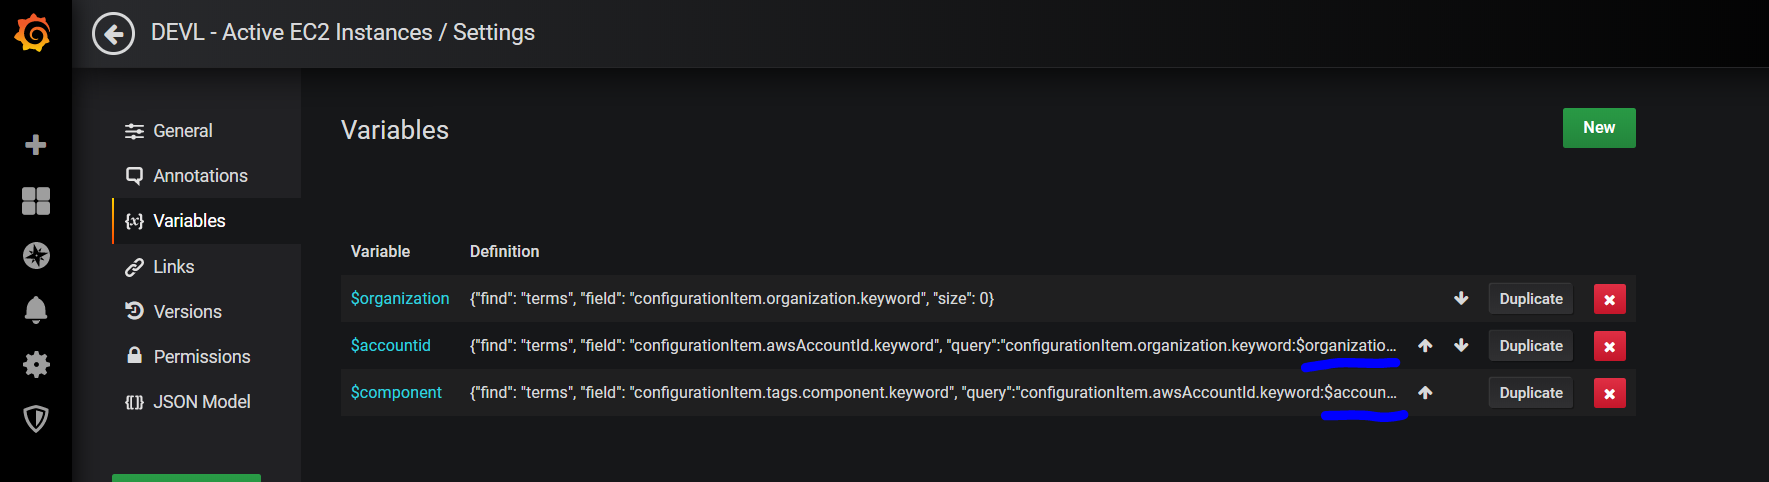 DEVL - Active EC2 Instances / Settings
General
Annotations
Variables
Links
Versions
Permissions
JSON Model
Variables
New
Variable Definition
$organization {"find": "terms", "field": "configurationItem.organization.keyword", "size": 0} Duplicate
$accountid {"find": "terms", "field": "configurationItem.awsAccountId.keyword", "query":"configurationItem.organization.keyword:$organizatio... Duplicate
$component {"find": "terms", "field": "configurationItem.tags.component.keyword", "query":"configurationItem.awsAccountId.keyword:$accoun... Duplicate